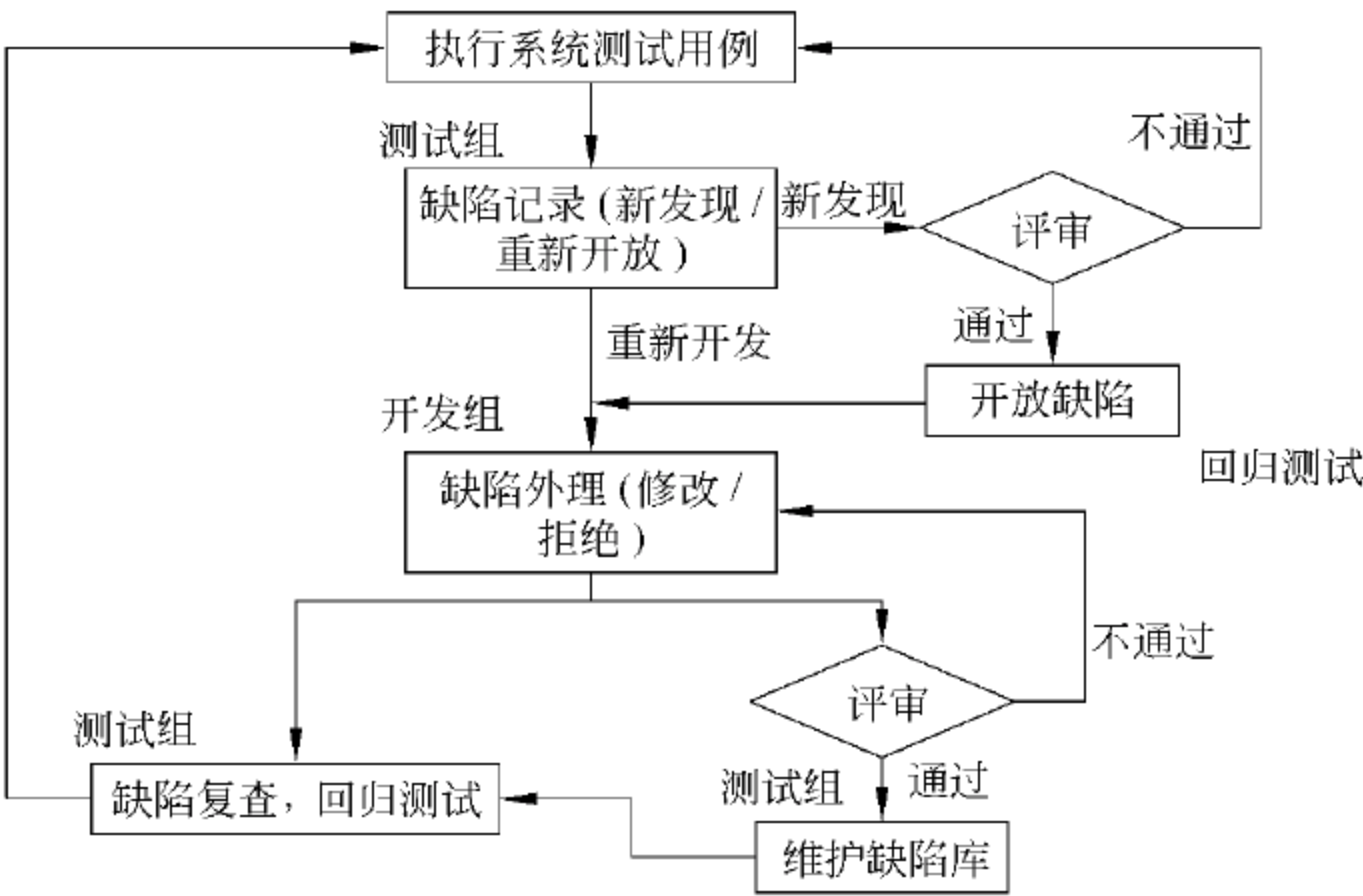 执行系统测试用例
不通过
测试组
缺陷记录(新发现/
重新开放)
新发现
评审
通过
重新开发
开放缺陷
开发组
回归测试
缺陷外理(修改/
拒绝)
不通过
评审
测试组
缺陷复查，回归测试
测试组
通过
维护缺陷库